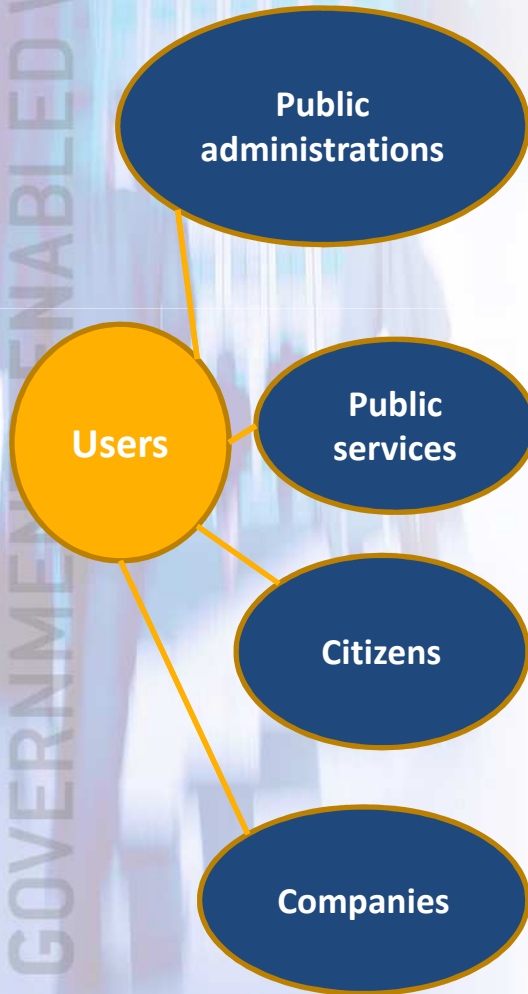 Public
administrations
Users
Public
services
Citizens
Companies
GOVERNMENT ENABLED